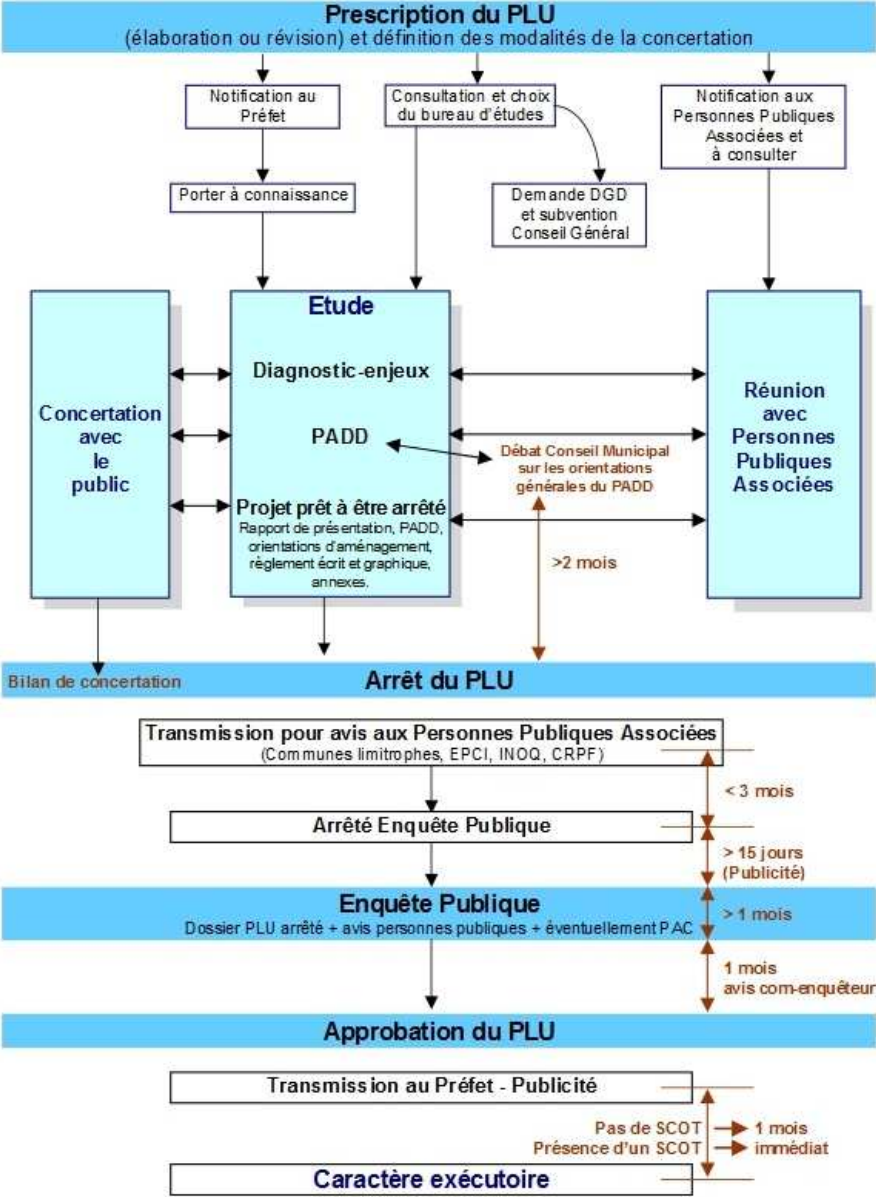 Prescription du PLU
(élaboration ou révision) et définition des modalités de la concertation
Notification au
Préfet
Consultation et choix
du bureau d'études
Notification aux
Personnes Publiques
Associées et
à consulter
Porter à connaissance
Demande DGD
et subvention
Conseil Général
Concertation
avec
le
public
Etude
Diagnostic-enjeux
PADD
Projet prêt à être arrêté
Rapport de présentation, PADD,
orientations d'aménagement,
règlement écrit et graphique,
annexes.
Débat Conseil Municipal
sur les orientations
générales du PADD
>2 mois
Réunion
avec
Personnes
Publiques
Associées
Bilan de concertation
Arrêt du PLU
Transmission pour avis aux Personnes Publiques Associées
(Communes limitrophes, EPCI, INOQ, CRPF)
< 3 mois
Arrêté Enquête Publique
> 15 jours
(Publicité)
Enquête Publique
Dossier PLU arrêté + avis personnes publiques + éventuellement PAC
> 1 mois
1 mois
avis com-enquêteur
Approbation du PLU
Transmission au Préfet - Publicité
Pas de SCOT 1 mois
Présence d'un SCOT immédiat
Caractère exécutoire